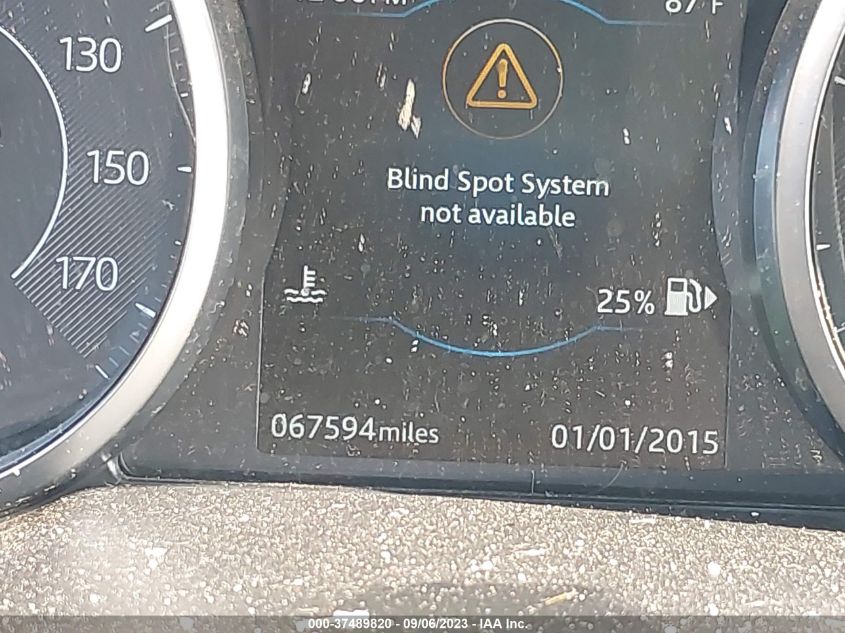 130
150
170
87°F
Blind Spot System
not available
25%
067594miles
01/01/2015
000-37489820 - 09/06/2023 - IAA Inc.